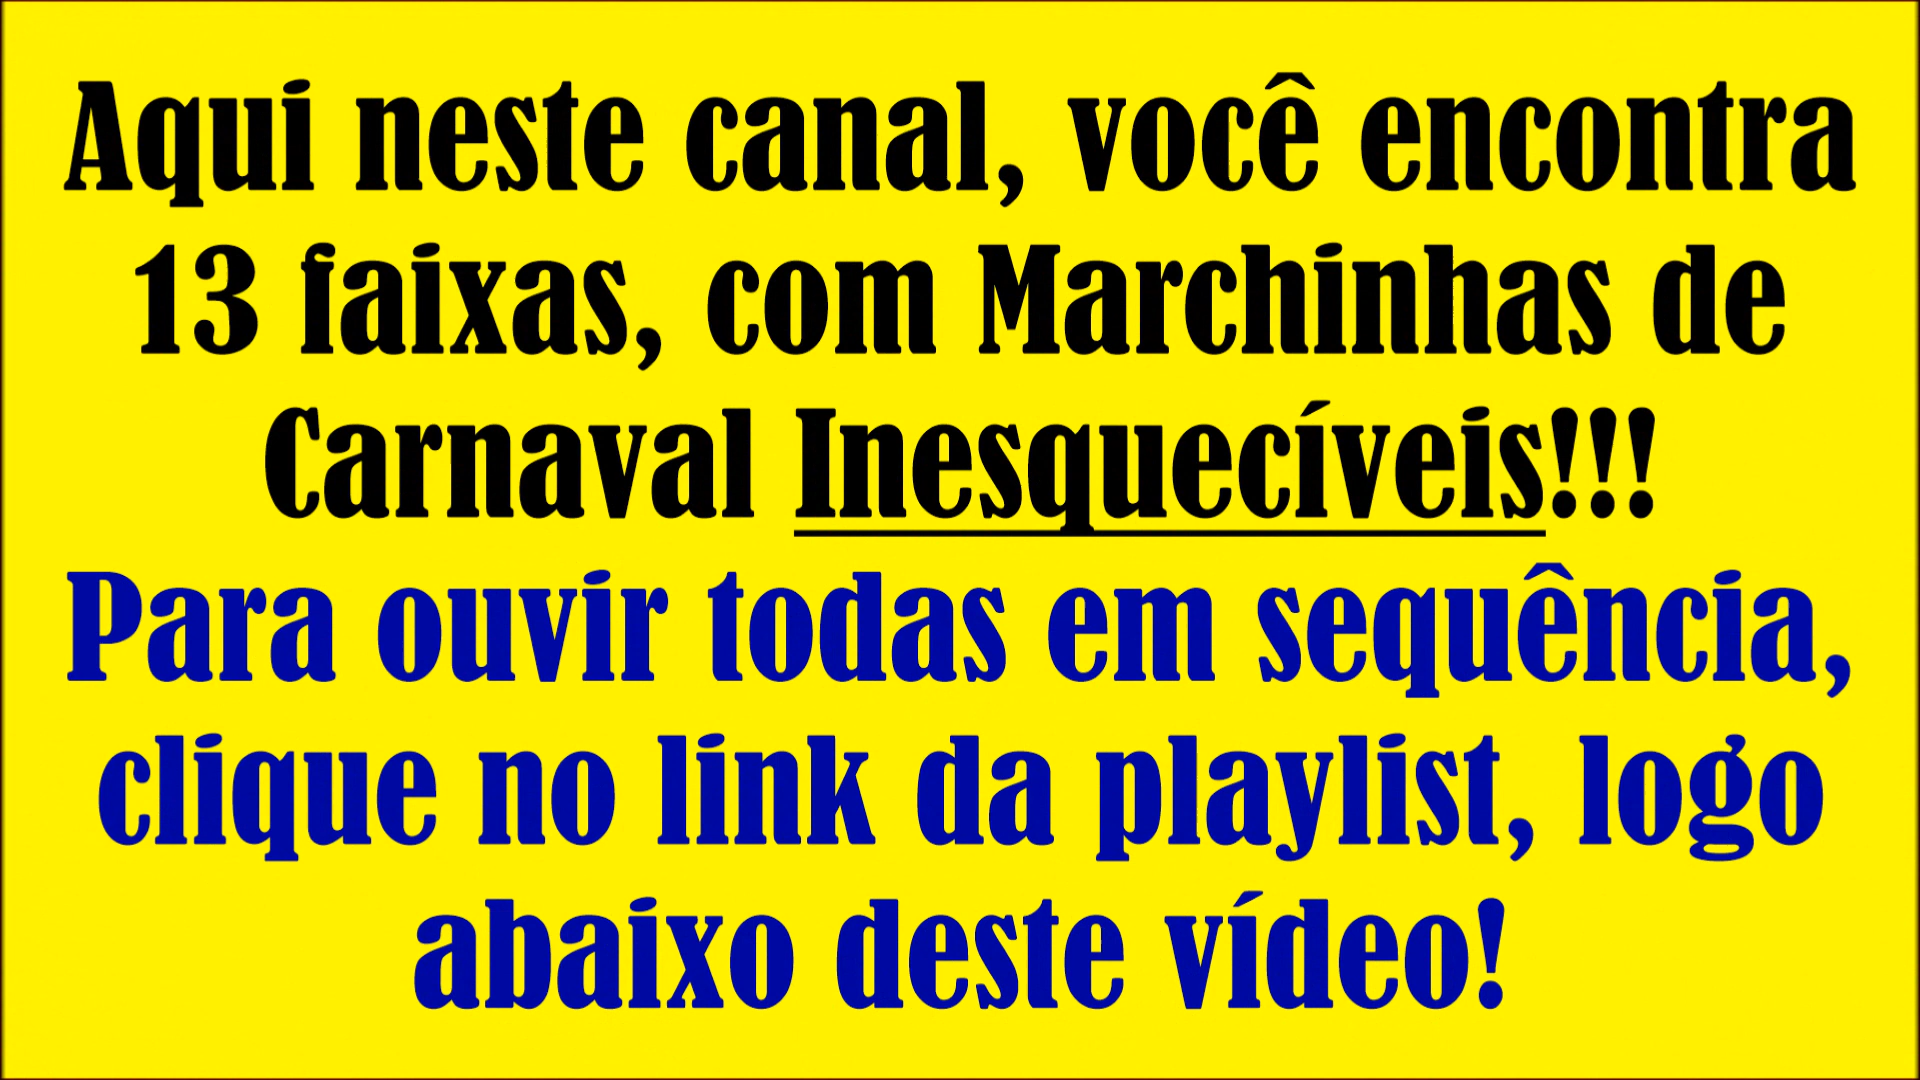 Aqui neste canal, você encontra
13 faixas, com Marchinhas de
Carnaval Inesquecíveis!!!
Para ouvir todas em sequência,
clique no link da playlist, logo
abaixo deste vídeo!